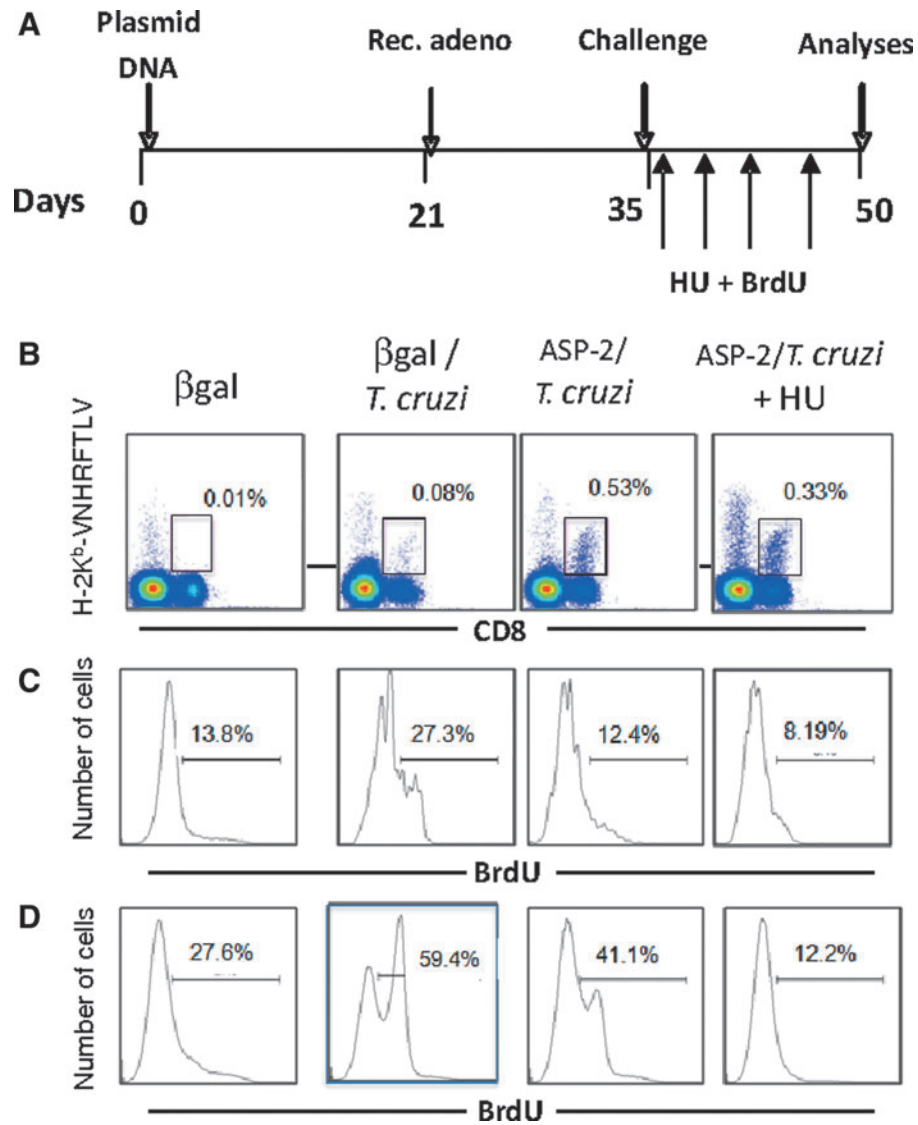 A
Plasmid
DNA
Rec. adeno
Challenge
Analyses
Days
0
21
35
50
HU + BrdU
B
βgal
βgal /
T. cruzi
ASP-2/
T. cruzi
ASP-2/T. cruzi
+ HU
H-2Kᵇ-VNHRFTLV
0.01%
0.08%
0.53%
0.33%
CD8
C
Number of cells
13.8%
27.3%
12.4%
8.19%
BrdU
D
Number of cells
27.6%
59.4%
41.1%
12.2%
BrdU